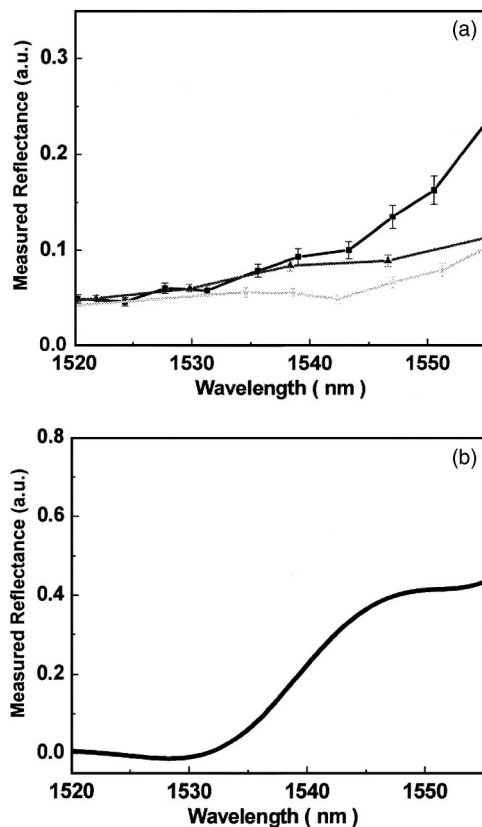 (a)
Measured Reflectance (a.u.)
0.3
0.2
0.1
0.0
1520
1530
1540
1550
Wavelength ( nm )
(b)
Measured Reflectance (a.u.)
0.8
0.6
0.4
0.2
0.0
1520
1530
1540
1550
Wavelength ( nm )